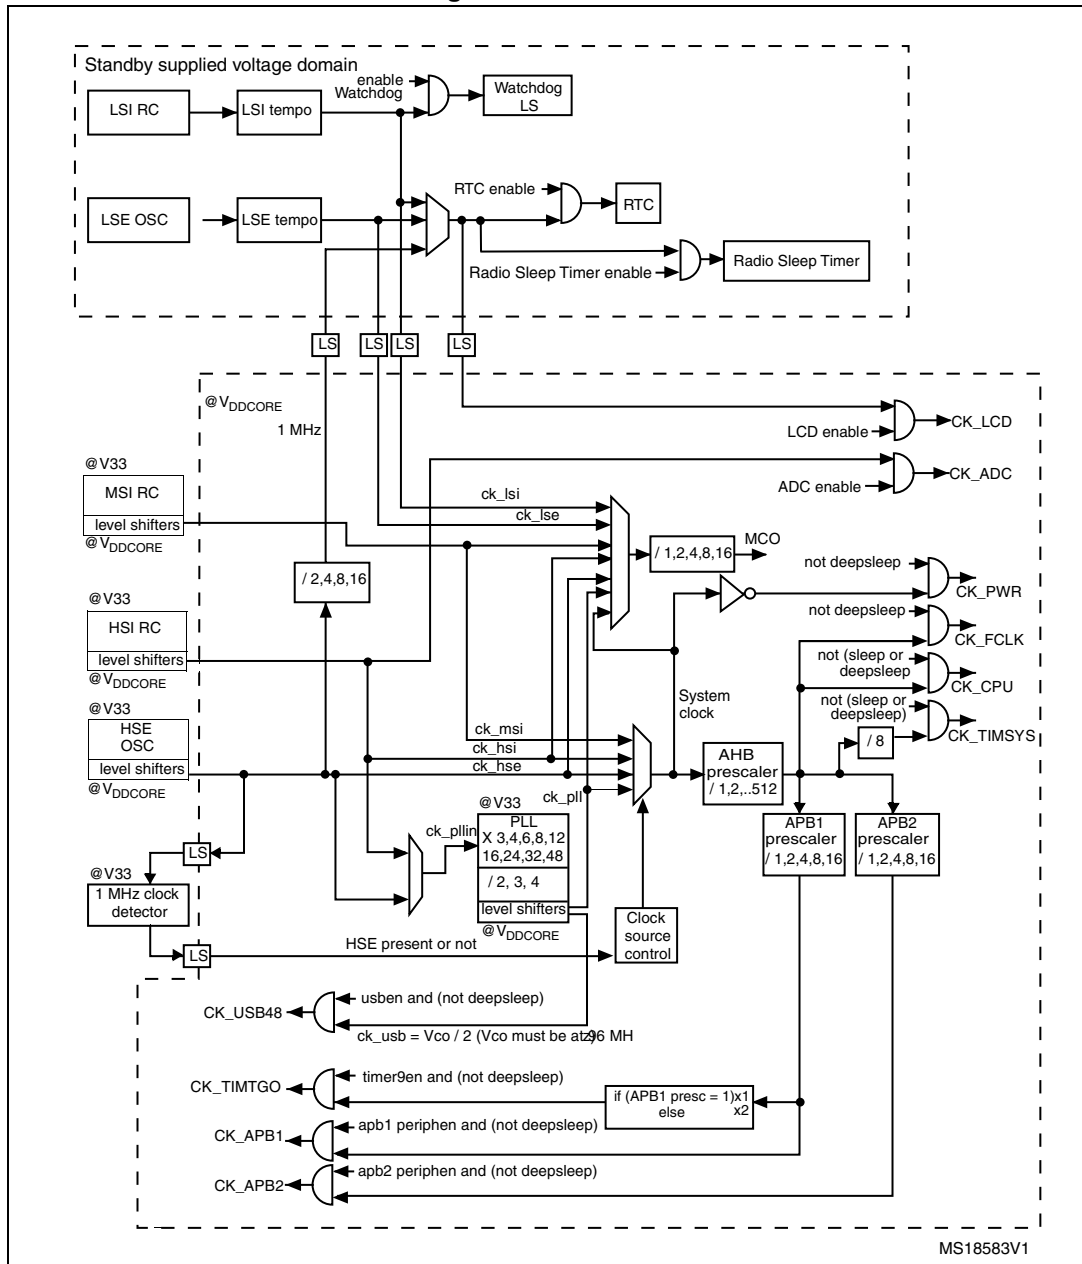 Standby supplied voltage domain
enable
Watchdog
Watchdog
LS
LSI RC
LSI tempo
RTC enable
RTC
LSE OSC
LSE tempo
Radio Sleep Timer enable
Radio Sleep Timer
LS
LS
LS
LS
@VDDCORE
1 MHz
CK_LCD
LCD enable
@V33
MSI RC
level shifters
@VDDCORE
CK_ADC
ADC enable
ck_lsi
ck_lse
MCO
/ 1,2,4,8,16
/ 2,4,8,16
not deepsleep
CK_PWR
@V33
HSI RC
level shifters
@VDDCORE
not deepsleep
CK_FCLK
not (sleep or
deepsleep
CK_CPU
System
clock
not (sleep or
deepsleep)
CK_TIMSYS
/ 8
@V33
HSE
OSC
level shifters
@VDDCORE
ck_msi
ck_hsi
ck_hse
ck_pll
AHB
prescaler
/ 1,2,..512
@V33
PLL
X 3,4,6,8,12
16,24,32,48
/ 2, 3, 4
level shifters
@VDDCORE
ck_pllin
APB1
prescaler
/ 1,2,4,8,16
APB2
prescaler
/ 1,2,4,8,16
LS
@V33
1 MHz clock
detector
LS
HSE present or not
Clock
source
control
CK_USB48
usben and (not deepsleep)
ck_usb = Vco / 2 (Vco must be atz)96 MH
CK_TIMTGO
timer9en and (not deepsleep)
if (APB1 presc = 1)x1
else x2
CK_APB1
apb1 periphen and (not deepsleep)
CK_APB2
apb2 periphen and (not deepsleep)
MS18583V1